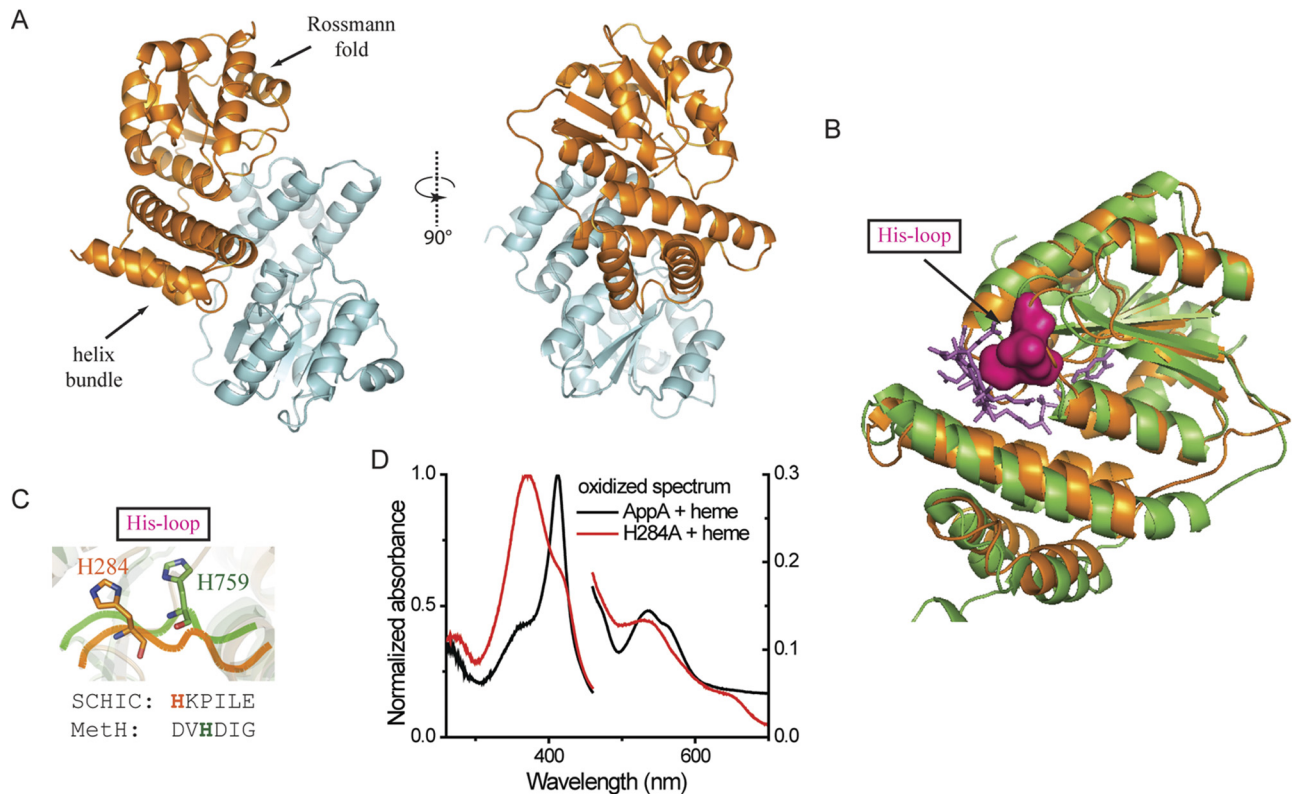 A
Rossmann
fold
90°
helix
bundle
B
His-loop
C
His-loop
H284
H759
SCHIC: HKPILE
MetH: DVHDIG
D
Normalized absorbance
1.0
0.5
0.0
oxidized spectrum
AppA + heme
H284A + heme
0.3
0.2
0.1
0.0
400
600
Wavelength (nm)